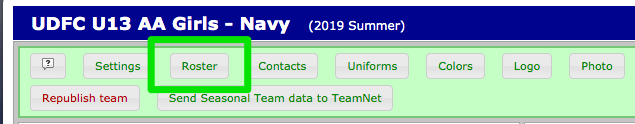 UDFC U13 AA Girls - Navy (2019 Summer)
? Settings Roster Contacts Uniforms Colors Logo Photo
Republish team Send Seasonal Team data to TeamNet